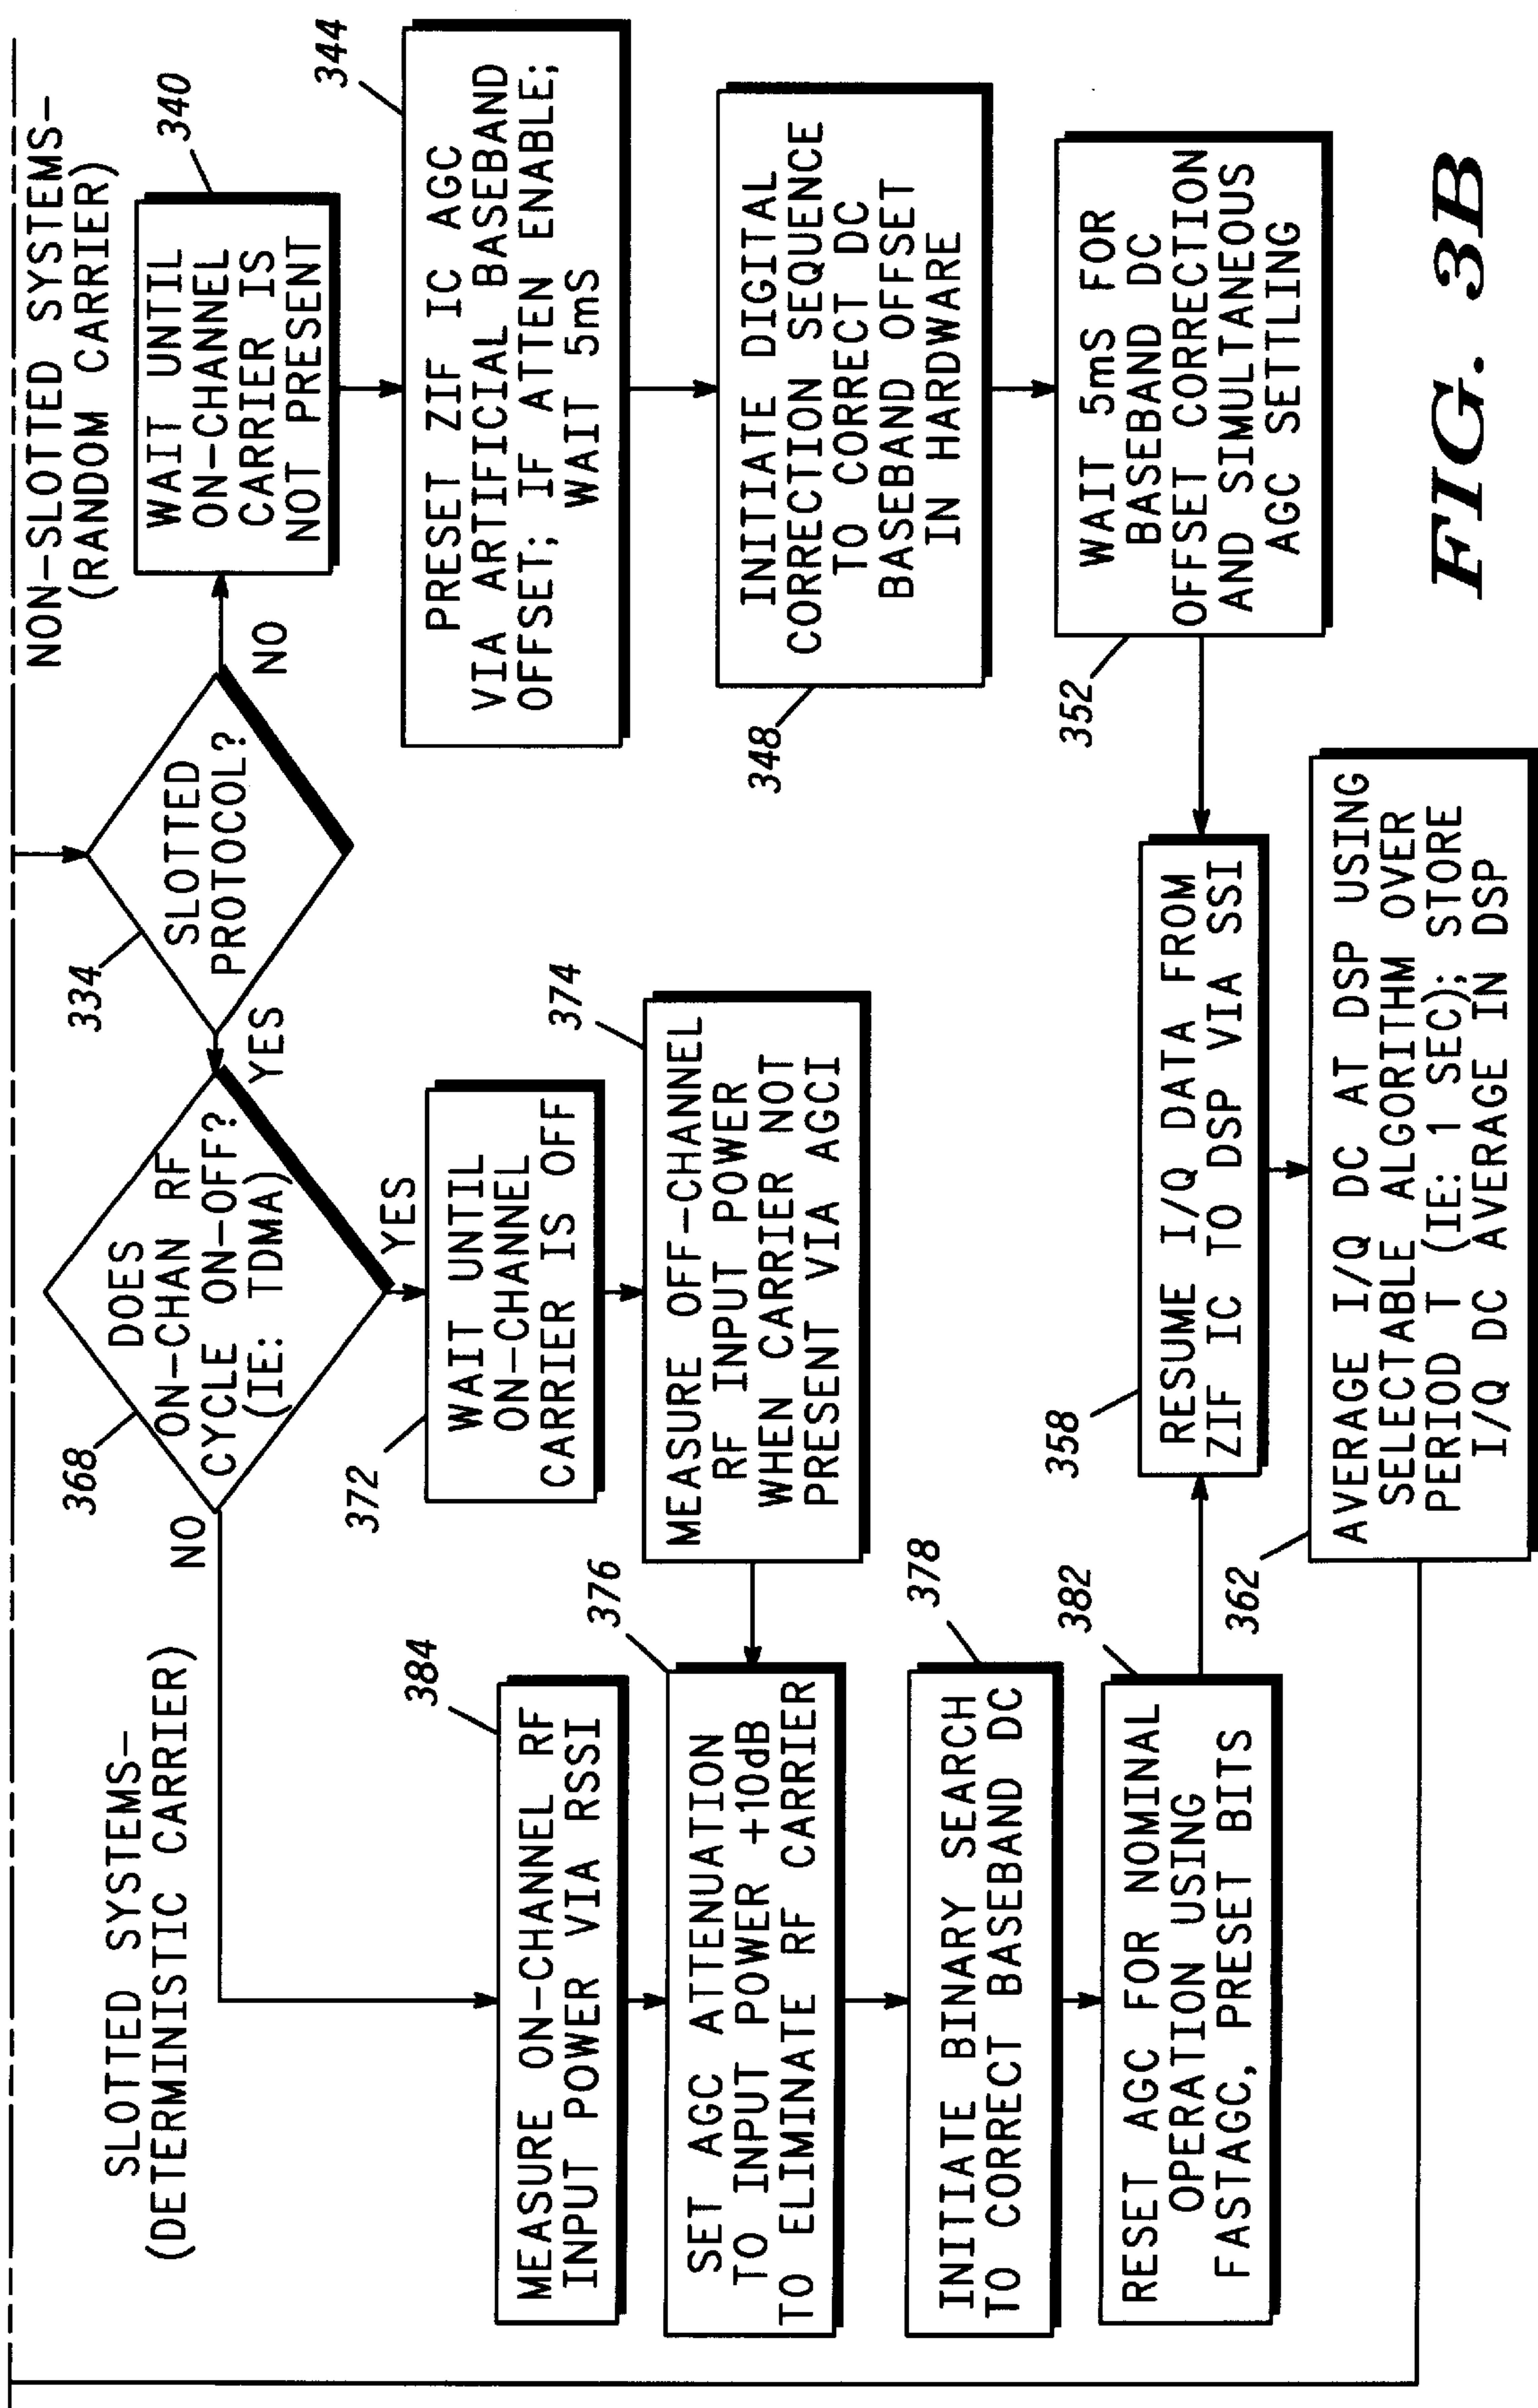 SLOTTED SYSTEMS-
(DETERMINISTIC CARRIER)
NON-SLOTTED SYSTEMS-
(RANDOM CARRIER)
334
SLOTTED
PROTOCOL?
YES
NO
368
DOES
ON-CHAN RF
CYCLE ON-OFF?
(IE: TDMA)
NO
YES
340
WAIT UNTIL
ON-CHANNEL
CARRIER IS
NOT PRESENT
344
PRESET ZIF IC AGC
VIA ARTIFICIAL BASEBAND
OFFSET; IF ATTEN ENABLE;
WAIT 5mS
348
INITIATE DIGITAL
CORRECTION SEQUENCE
TO CORRECT DC
BASEBAND OFFSET
IN HARDWARE
352
WAIT 5mS FOR
BASEBAND DC
OFFSET CORRECTION
AND SIMULTANEOUS
AGC SETTLING
372
WAIT UNTIL
ON-CHANNEL
CARRIER IS OFF
374
MEASURE OFF-CHANNEL
RF INPUT POWER
WHEN CARRIER NOT
PRESENT VIA AGCI
384
MEASURE ON-CHANNEL RF
INPUT POWER VIA RSSI
376
SET AGC ATTENUATION
TO INPUT POWER +10dB
TO ELIMINATE RF CARRIER
378
INITIATE BINARY SEARCH
TO CORRECT BASEBAND DC
382
RESET AGC FOR NOMINAL
OPERATION USING
FASTAGC, PRESET BITS
358
RESUME I/Q DATA FROM
ZIF IC TO DSP VIA SSI
362
AVERAGE I/Q DC AT DSP USING
SELECTABLE ALGORITHM OVER
PERIOD T (IE: 1 SEC); STORE
I/Q DC AVERAGE IN DSP
FIG. 3B